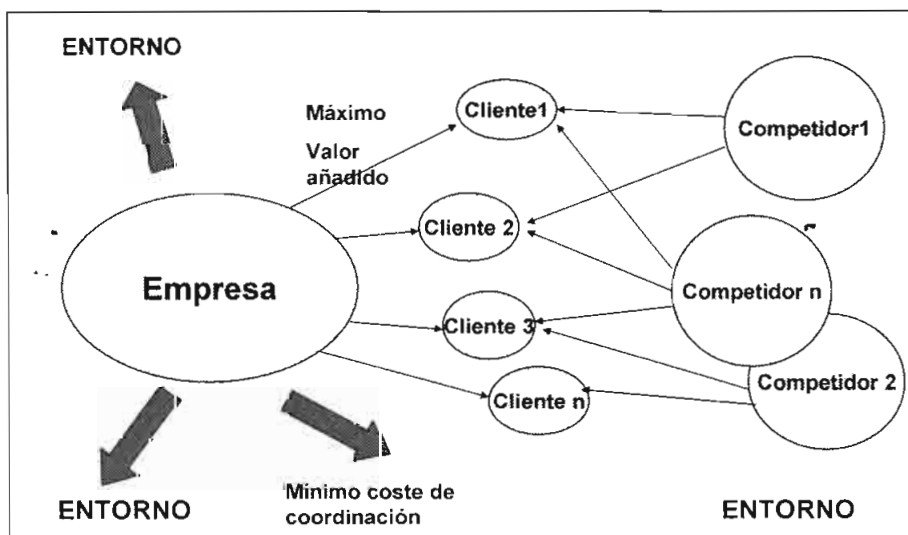 ENTORNO
Máximo
Valor
añadido
Cliente1
Competidor1
Cliente 2
Empresa
Competidor n
Cliente 3
Competidor 2
Cliente n
Mínimo coste de
coordinación
ENTORNO
ENTORNO